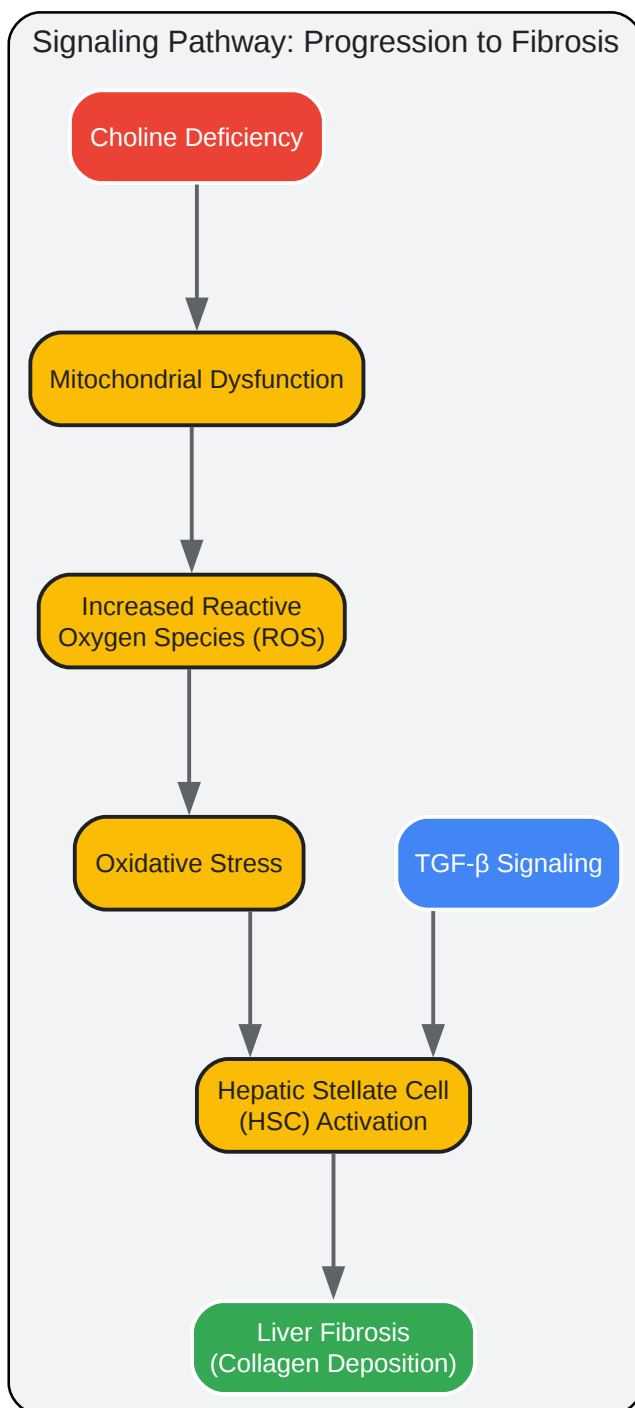 Signaling Pathway: Progression to Fibrosis
Choline Deficiency
Mitochondrial Dysfunction
Increased Reactive
Oxygen Species (ROS)
Oxidative Stress
TGF-β Signaling
Hepatic Stellate Cell
(HSC) Activation
Liver Fibrosis
(Collagen Deposition)